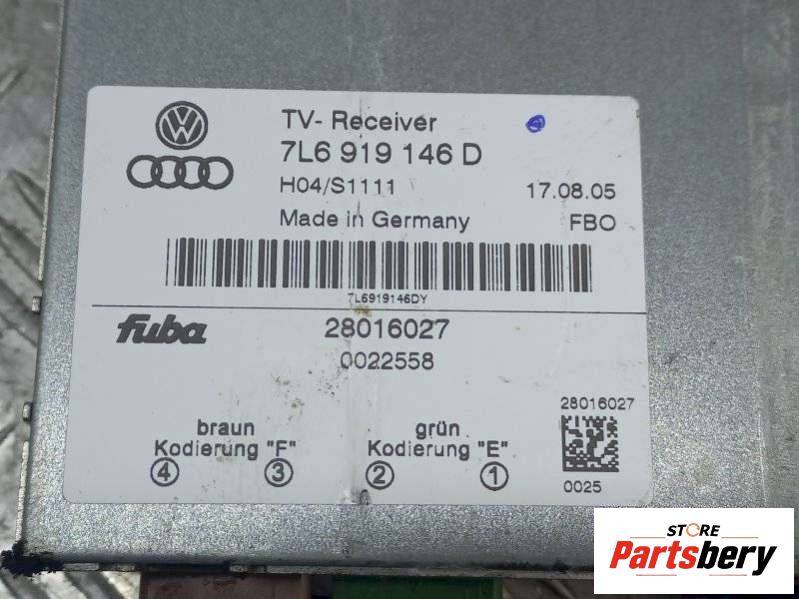 TV- Receiver
7L6 919 146 D
H04/S1111 17.08.05
Made in Germany FBO
7L6919146DY
fuba 28016027
0022558
28016027
braun grün
Kodierung "F" Kodierung "E"
4 3 2 1
0025
STORE
Partsbery